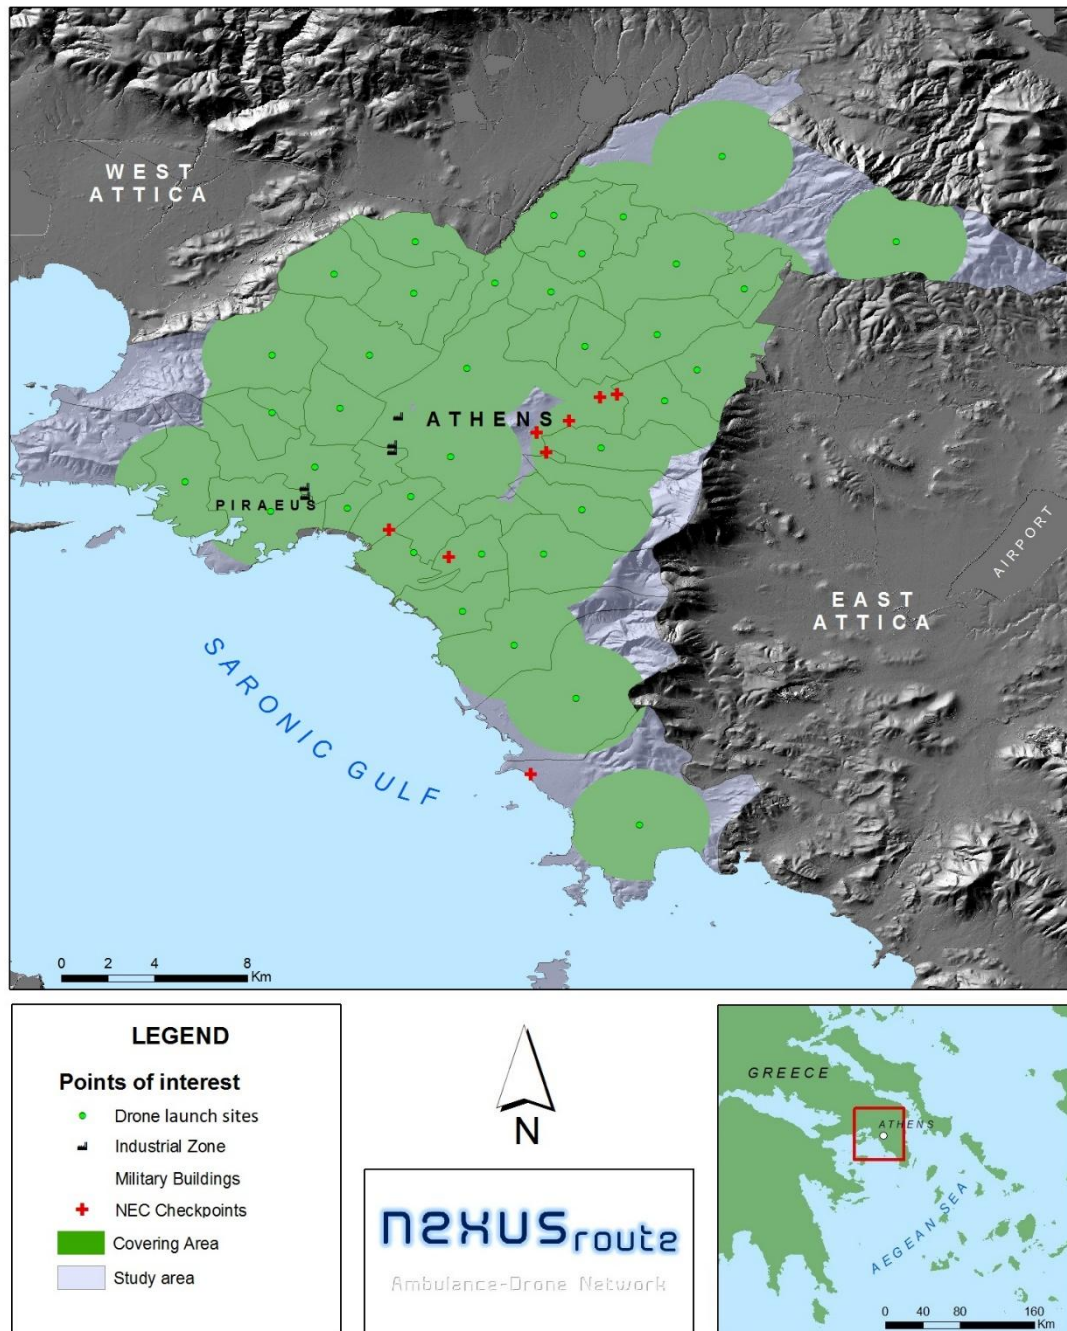 WEST
ATTICA
ATHENS
PIRAEUS
AIRPORT
EAST
ATTICA
SARONIC GULF
0 2 4 8
Km
LEGEND
Points of interest
Drone launch sites
Industrial Zone
Military Buildings
NEC Checkpoints
Covering Area
Study area
N
nexus route
Ambulance-Drone Network
GREECE
ATHENS
AEGEAN SEA
0 40 80 160
Km